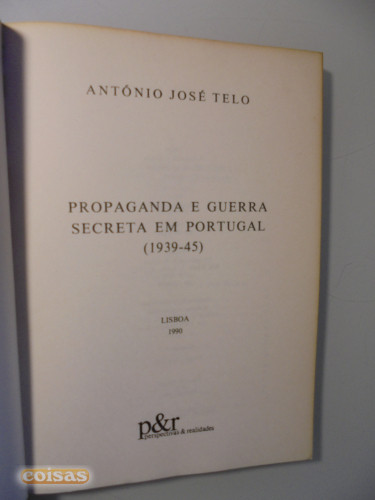 ANTÓNIO JOSÉ TELO
PROPAGANDA E GUERRA
SECRETA EM PORTUGAL
(1939-45)
LISBOA
1990
p&r
perspectivas & realidades
coisas